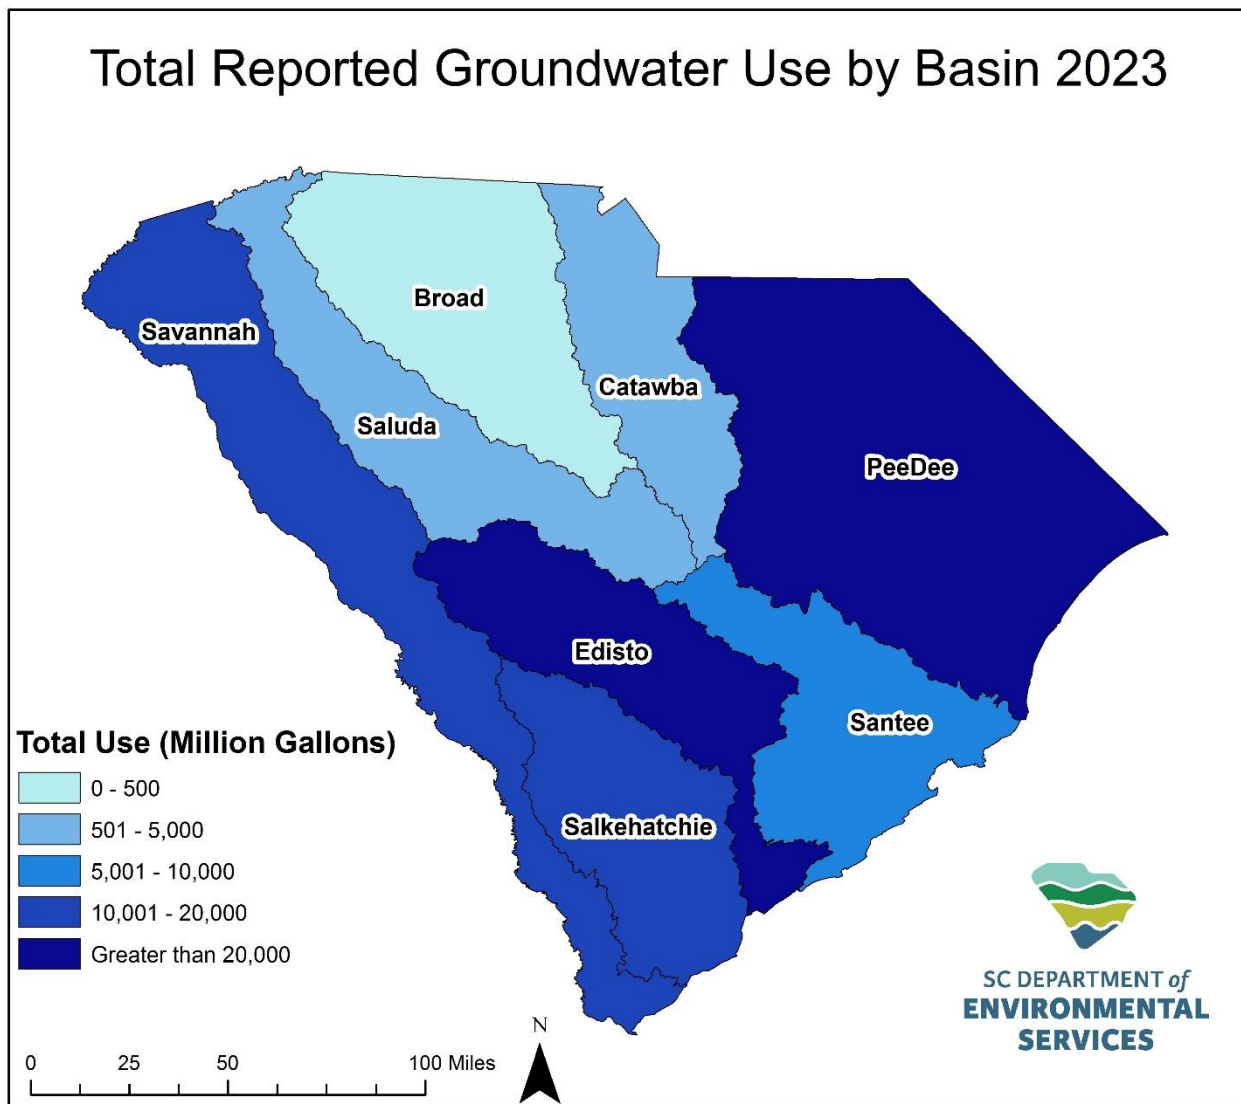 Total Reported Groundwater Use by Basin 2023
Broad
Savannah
Catawba
Saluda
PeeDee
Edisto
Santee
Salkehatchie
Total Use (Million Gallons)
0 - 500
501 - 5,000
5,001 - 10,000
10,001 - 20,000
Greater than 20,000
0 25 50 100 Miles
N
SC DEPARTMENT of
ENVIRONMENTAL
SERVICES